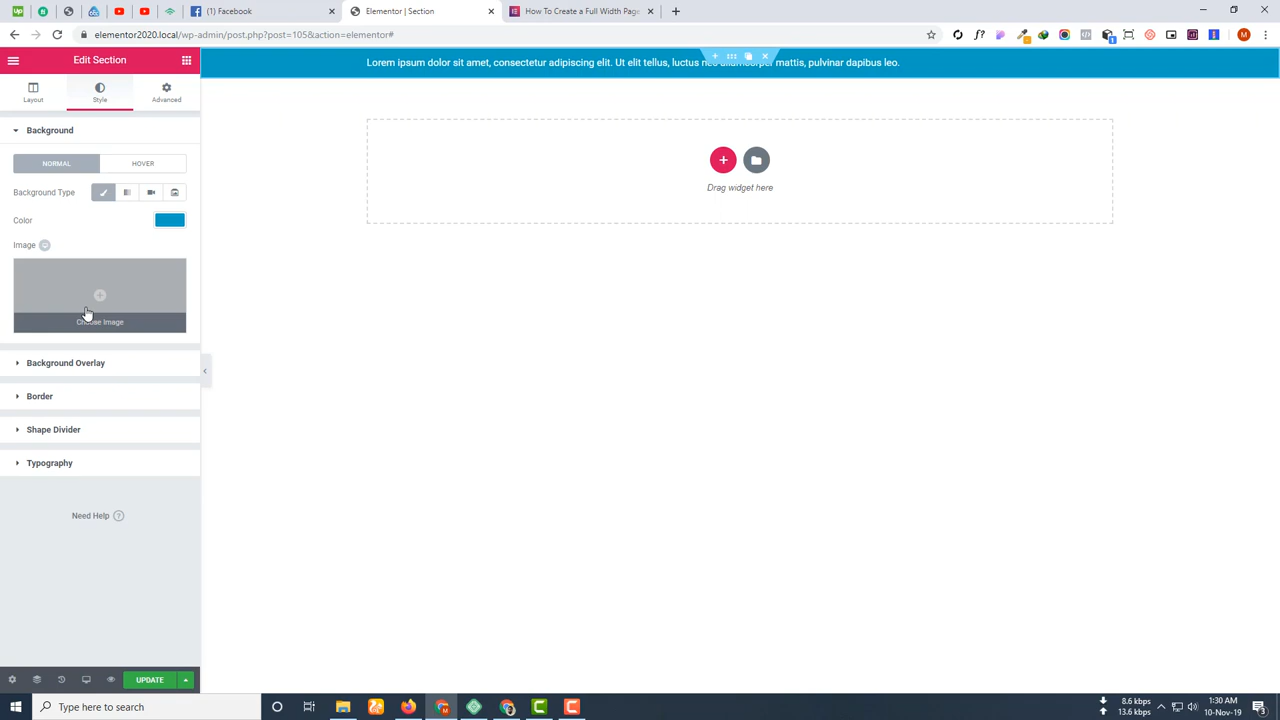 (1) Facebook
Elementor | Section
How To Create a Full Width Page
elementor2020.local/wp-admin/post.php?post=105&action=elementor#
Edit Section
Layout
Style
Advanced
Background
NORMAL
HOVER
Background Type
Color
Image
Choose Image
Background Overlay
Border
Shape Divider
Typography
Need Help
UPDATE
Lorem ipsum dolor sit amet, consectetur adipiscing elit. Ut elit tellus, luctus nec ullamcorper mattis, pulvinar dapibus leo.
Drag widget here
Type here to search
8.6 kbps
13.6 kbps
1:30 AM
10-Nov-19